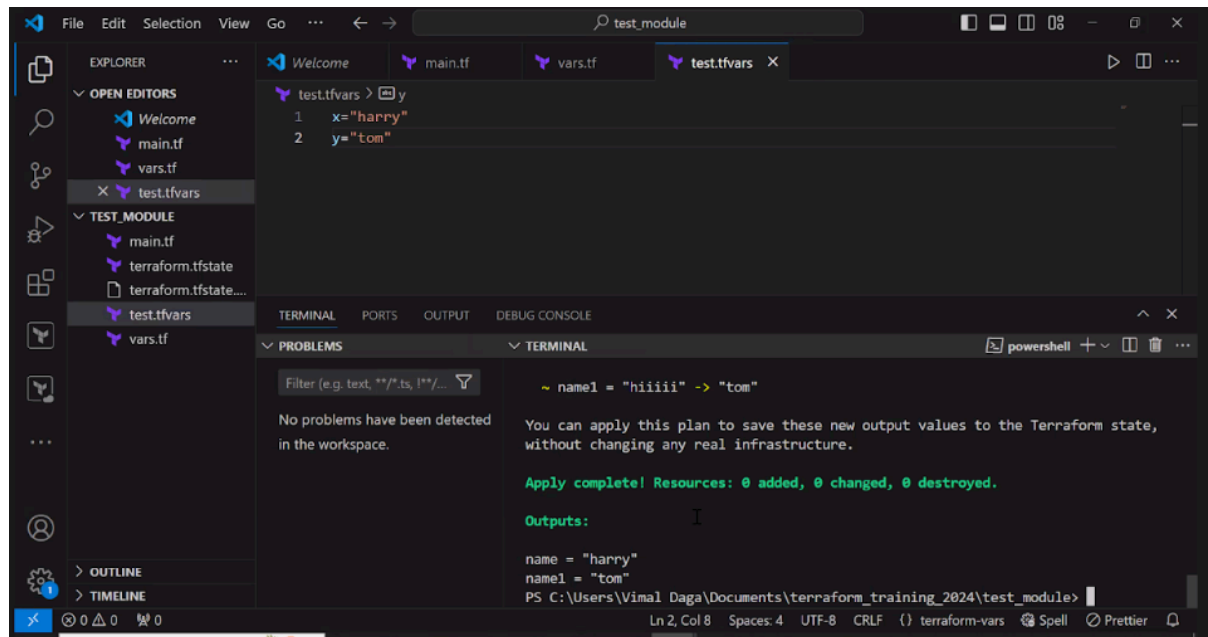 File Edit Selection View Go ··· ← → test_module
EXPLORER ···
OPEN EDITORS
Welcome
main.tf
vars.tf
× test.tfvars
TEST_MODULE
main.tf
terraform.tfstate
terraform.tfstate....
test.tfvars
vars.tf
OUTLINE
TIMELINE
Welcome main.tf vars.tf test.tfvars ×
test.tfvars > y
1 x="harry"
2 y="tom"
TERMINAL PORTS OUTPUT DEBUG CONSOLE
PROBLEMS
Filter (e.g. text, **/*.ts, !**/...
No problems have been detected
in the workspace.
TERMINAL powershell
~ name1 = "hiiiii" -> "tom"
You can apply this plan to save these new output values to the Terraform state,
without changing any real infrastructure.
Apply complete! Resources: 0 added, 0 changed, 0 destroyed.
Outputs:
name = "harry"
name1 = "tom"
PS C:\Users\Vimal Daga\Documents\terraform_training_2024\test_module>
1
0 0 0 Ln 2, Col 8 Spaces: 4 UTF-8 CRLF {} terraform-vars Spell Prettier